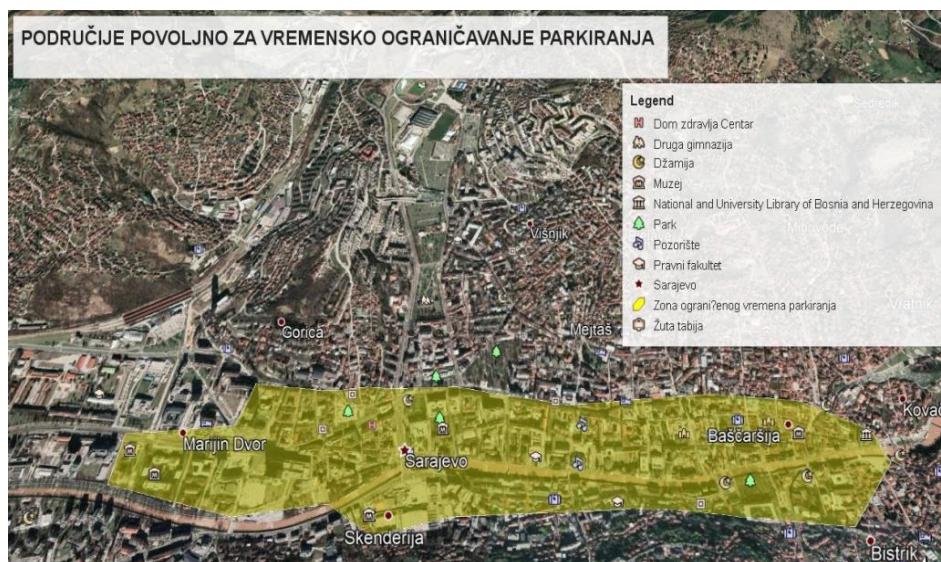 PODRUČIJE POVOLJNO ZA VREMENSKO OGRANIČAVANJE PARKIRANJA
Legend
Dom zdravlja Centar
Druga gimnazija
Džamija
Muzej
National and University Library of Bosnia and Herzegovina
Park
Pozorište
Pravni fakultet
Sarajevo
Zona ograni?enog vremena parkiranja
Žuta tabija
Višnjik
Gorica
Mejtaš
Kovač
Marijin Dvor
Baščaršija
Sarajevo
Skenderija
Bistrik